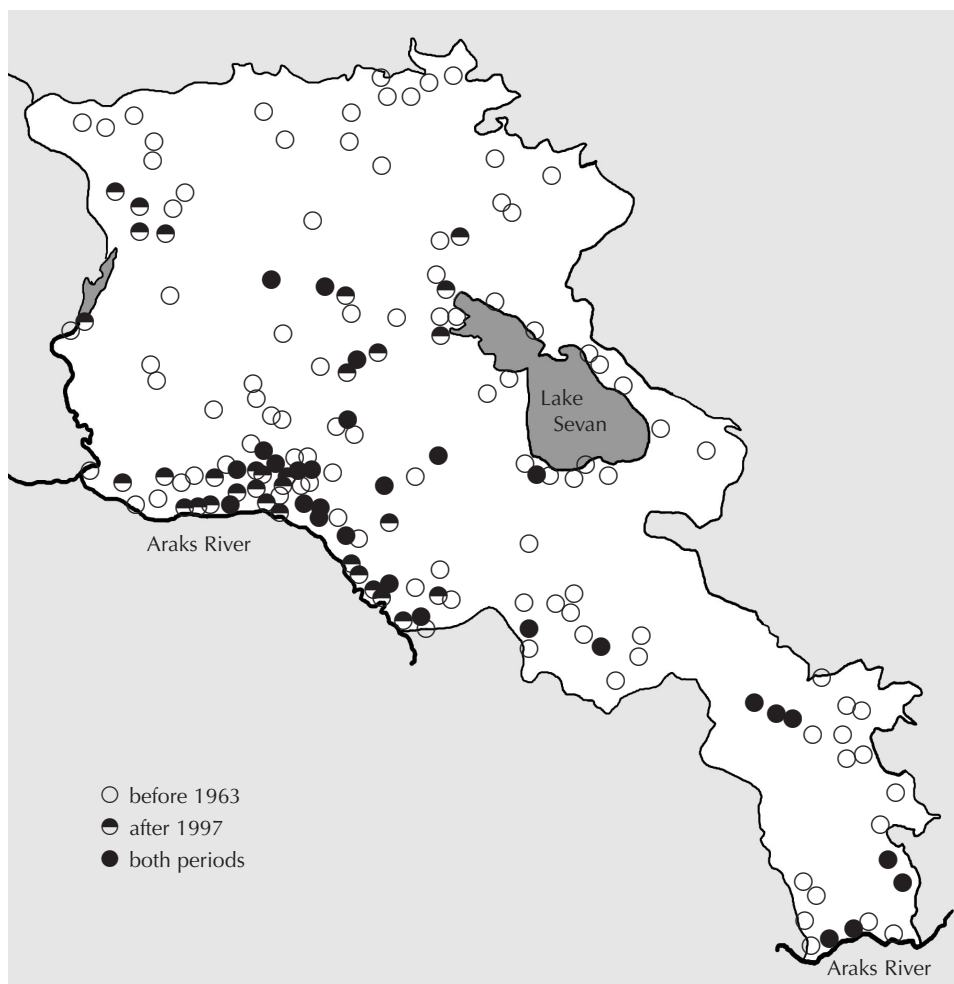 Lake
Sevan
Araks River
before 1963
after 1997
both periods
Araks River